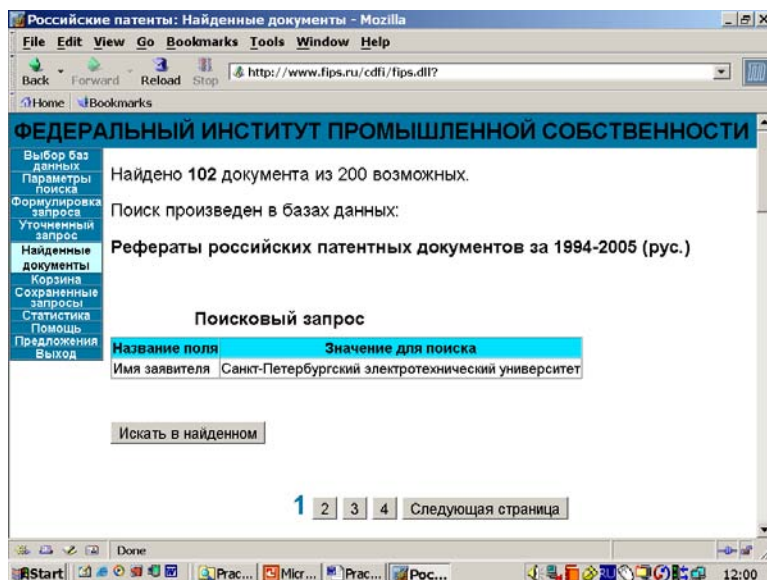 Российские патенты: Найденные документы - Mozilla
File Edit View Go Bookmarks Tools Window Help
Back Forward Reload Stop http://www.fips.ru/cdfi/fips.dll?
Home Bookmarks
ФЕДЕРАЛЬНЫЙ ИНСТИТУТ ПРОМЫШЛЕННОЙ СОБСТВЕННОСТИ
Выбор баз
данных
Параметры
поиска
Формулировка
запроса
Уточненный
запрос
Найденные
документы
Корзина
Сохраненные
запросы
Статистика
Помощь
Предложения
Выход
Найдено 102 документа из 200 возможных.
Поиск произведен в базах данных:
Рефераты российских патентных документов за 1994-2005 (рус.)
Поисковый запрос
Название поля Значение для поиска
Имя заявителя Санкт-Петербургский электротехнический университет
Искать в найденном
1 2 3 4 Следующая страница
Done
Start Prac... Micr... Prac... Рос... RU 12:00